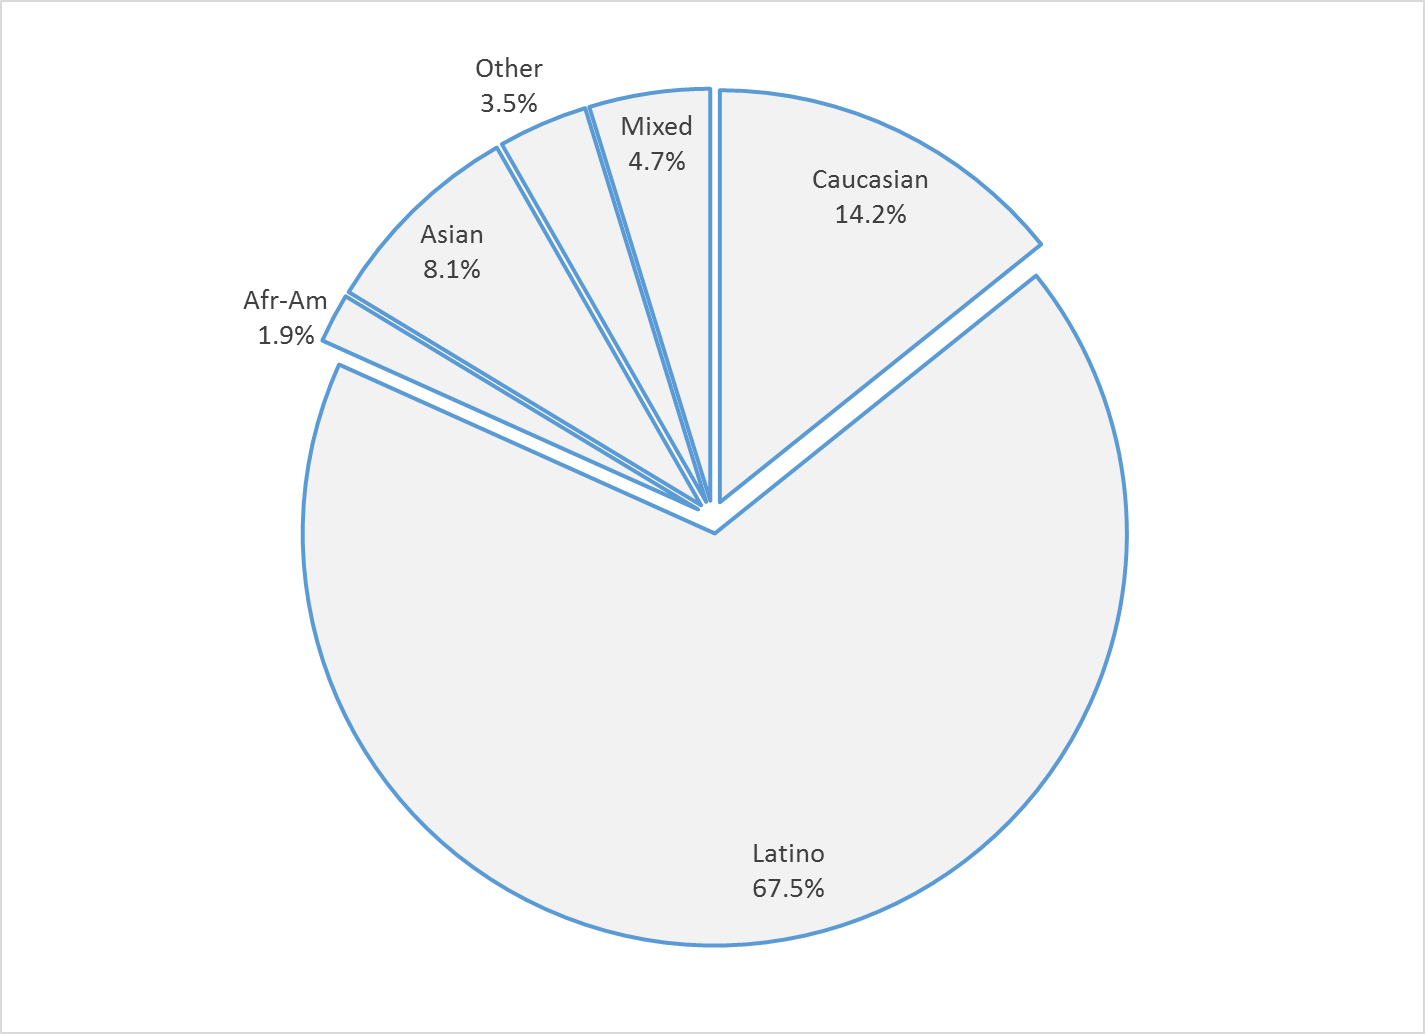 Other
3.5%
Mixed
4.7%
Caucasian
14.2%
Asian
8.1%
Afr-Am
1.9%
Latino
67.5%